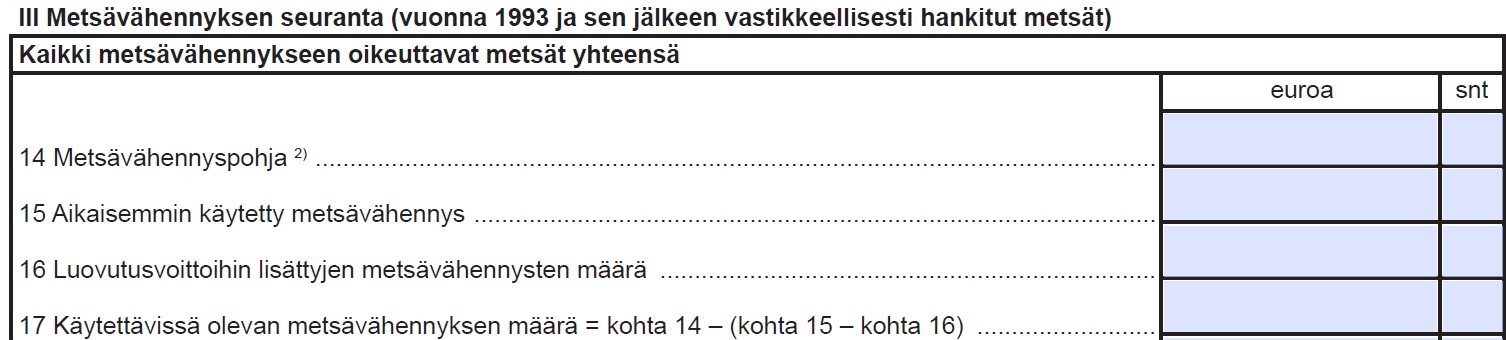 III Metsävähennyksen seuranta (vuonna 1993 ja sen jälkeen vastikkeellisesti hankitut metsät)
Kaikki metsävähennykseen oikeuttavat metsät yhteensä
euroa snt
14 Metsävähennyspohja 2) ........................................
15 Aikaisemmin käytetty metsävähennys ........................................
16 Luovutusvoittoihin lisättyjen metsävähennysten määrä ........................................
17 Käytettävissä olevan metsävähennyksen määrä = kohta 14 – (kohta 15 – kohta 16) ............................